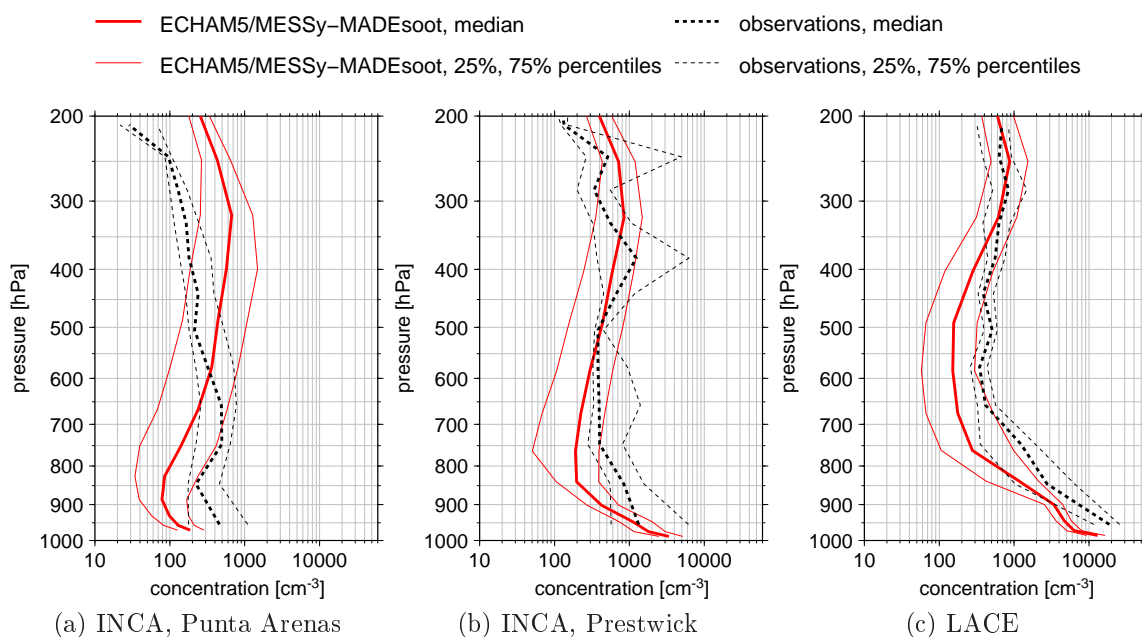 ECHAM5/MESSy−MADEsoot, median
observations, median
ECHAM5/MESSy−MADEsoot, 25%, 75% percentiles
observations, 25%, 75% percentiles
200
300
400
500
600
700
800
900
1000
pressure [hPa]
10 100 1000 10000
concentration [cm-3]
(a) INCA, Punta Arenas
200
300
400
500
600
700
800
900
1000
pressure [hPa]
10 100 1000 10000
concentration [cm-3]
(b) INCA, Prestwick
200
300
400
500
600
700
800
900
1000
pressure [hPa]
10 100 1000 10000
concentration [cm-3]
(c) LACE